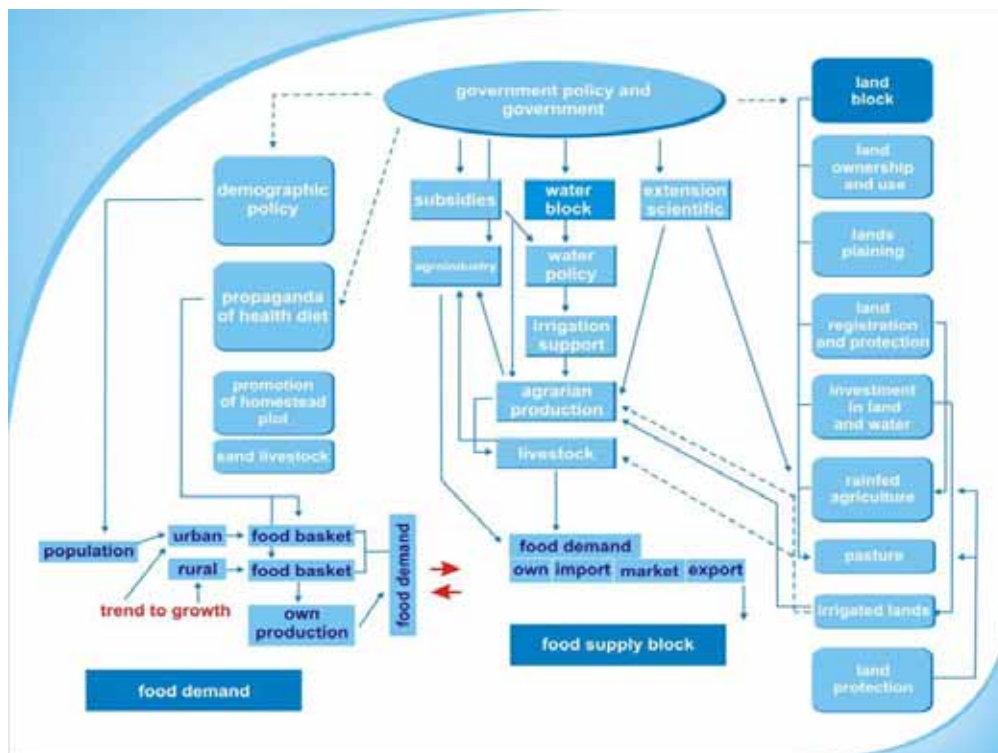 government policy and
government
demographic
policy
propaganda
of health diet
promotion
of homestead
plot
sand livestock
population
urban
rural
food basket
food basket
trend to growth
own
production
food demand
food demand
subsidies
water
block
extension
scientific
agroindustry
water
policy
irrigation
support
agrarian
production
livestock
food demand
own import market export
food supply block
land
block
land
ownership
and use
lands
plaining
land
registration
and protection
investment
in land
and water
rainfed
agriculture
pasture
irrigated lands
land
protection